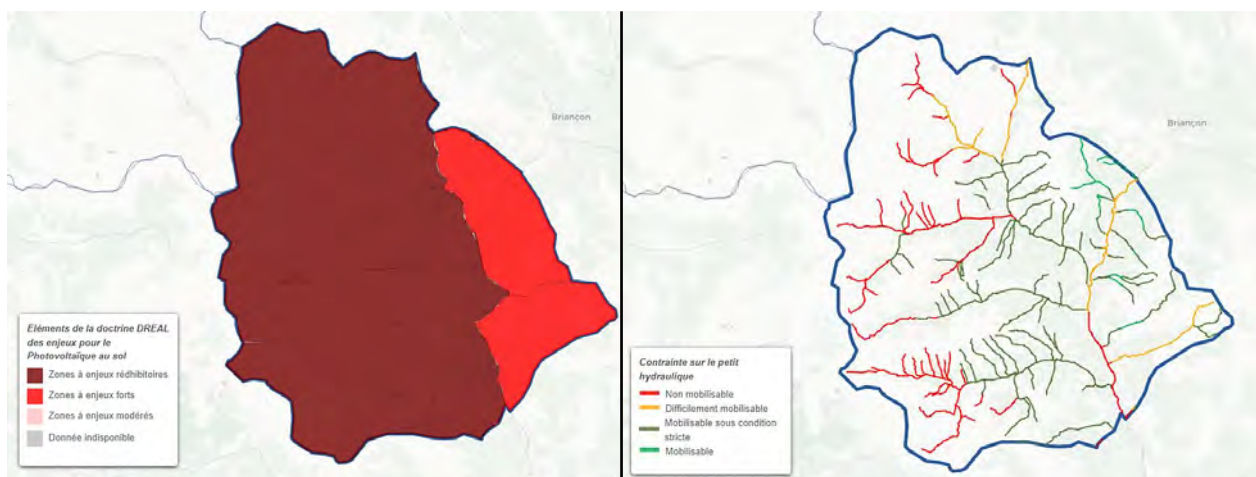 Briançon
Eléments de la doctrine DREAL
des enjeux pour le
Photovoltaïque au sol
Zones à enjeux rédhibitoires
Zones à enjeux forts
Zones à enjeux modérés
Donnée indisponible
Briançon
Contrainte sur le petit
hydraulique
Non mobilisable
Difficilement mobilisable
Mobilisable sous condition
stricte
Mobilisable